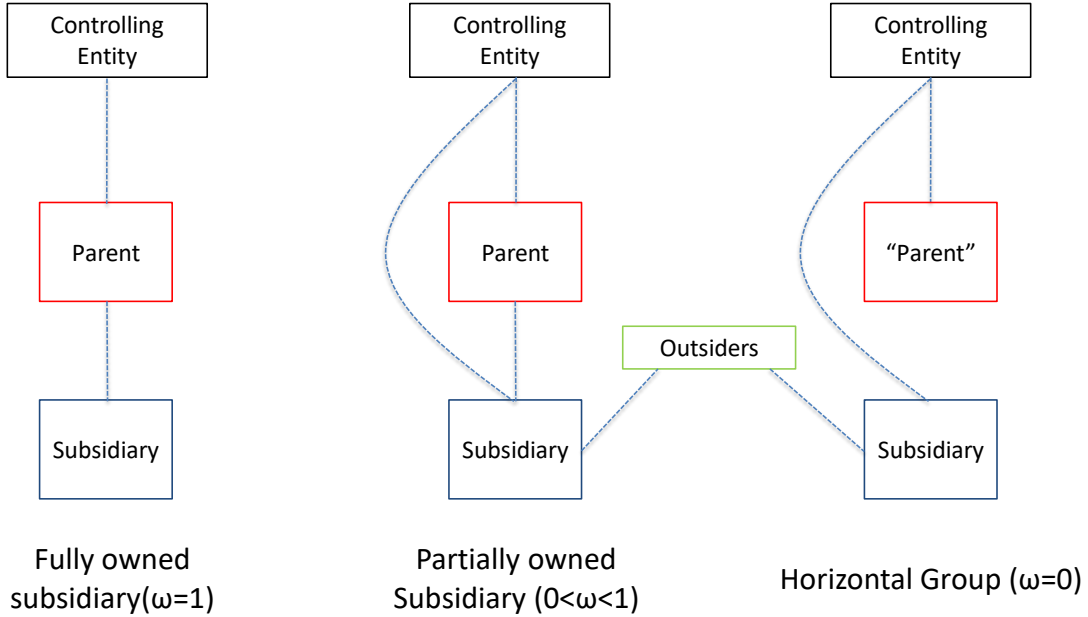 Controlling
Entity
Controlling
Entity
Controlling
Entity
Parent
Parent
“Parent”
Outsiders
Subsidiary
Subsidiary
Subsidiary
Fully owned
subsidiary(ω=1)
Partially owned
Subsidiary (0<ω<1)
Horizontal Group (ω=0)